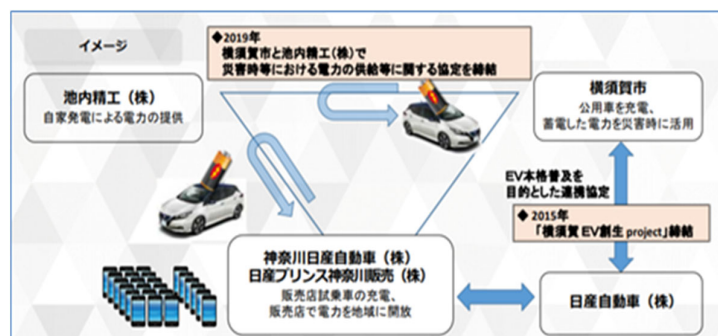 イメージ
◆2019年
横須賀市と池内精工(株)で
災害時等における電力の供給等に関する協定を締結
池内精工(株)
自家発電による電力の提供
横須賀市
公用車を充電、
蓄電した電力を災害時に活用
EV本格普及を
目的とした連携協定
◆ 2015年
「横須賀 EV創生 project」締結
神奈川日産自動車(株)
日産プリンス神奈川販売(株)
販売店試乗車の充電、
販売店で電力を地域に開放
日産自動車(株)